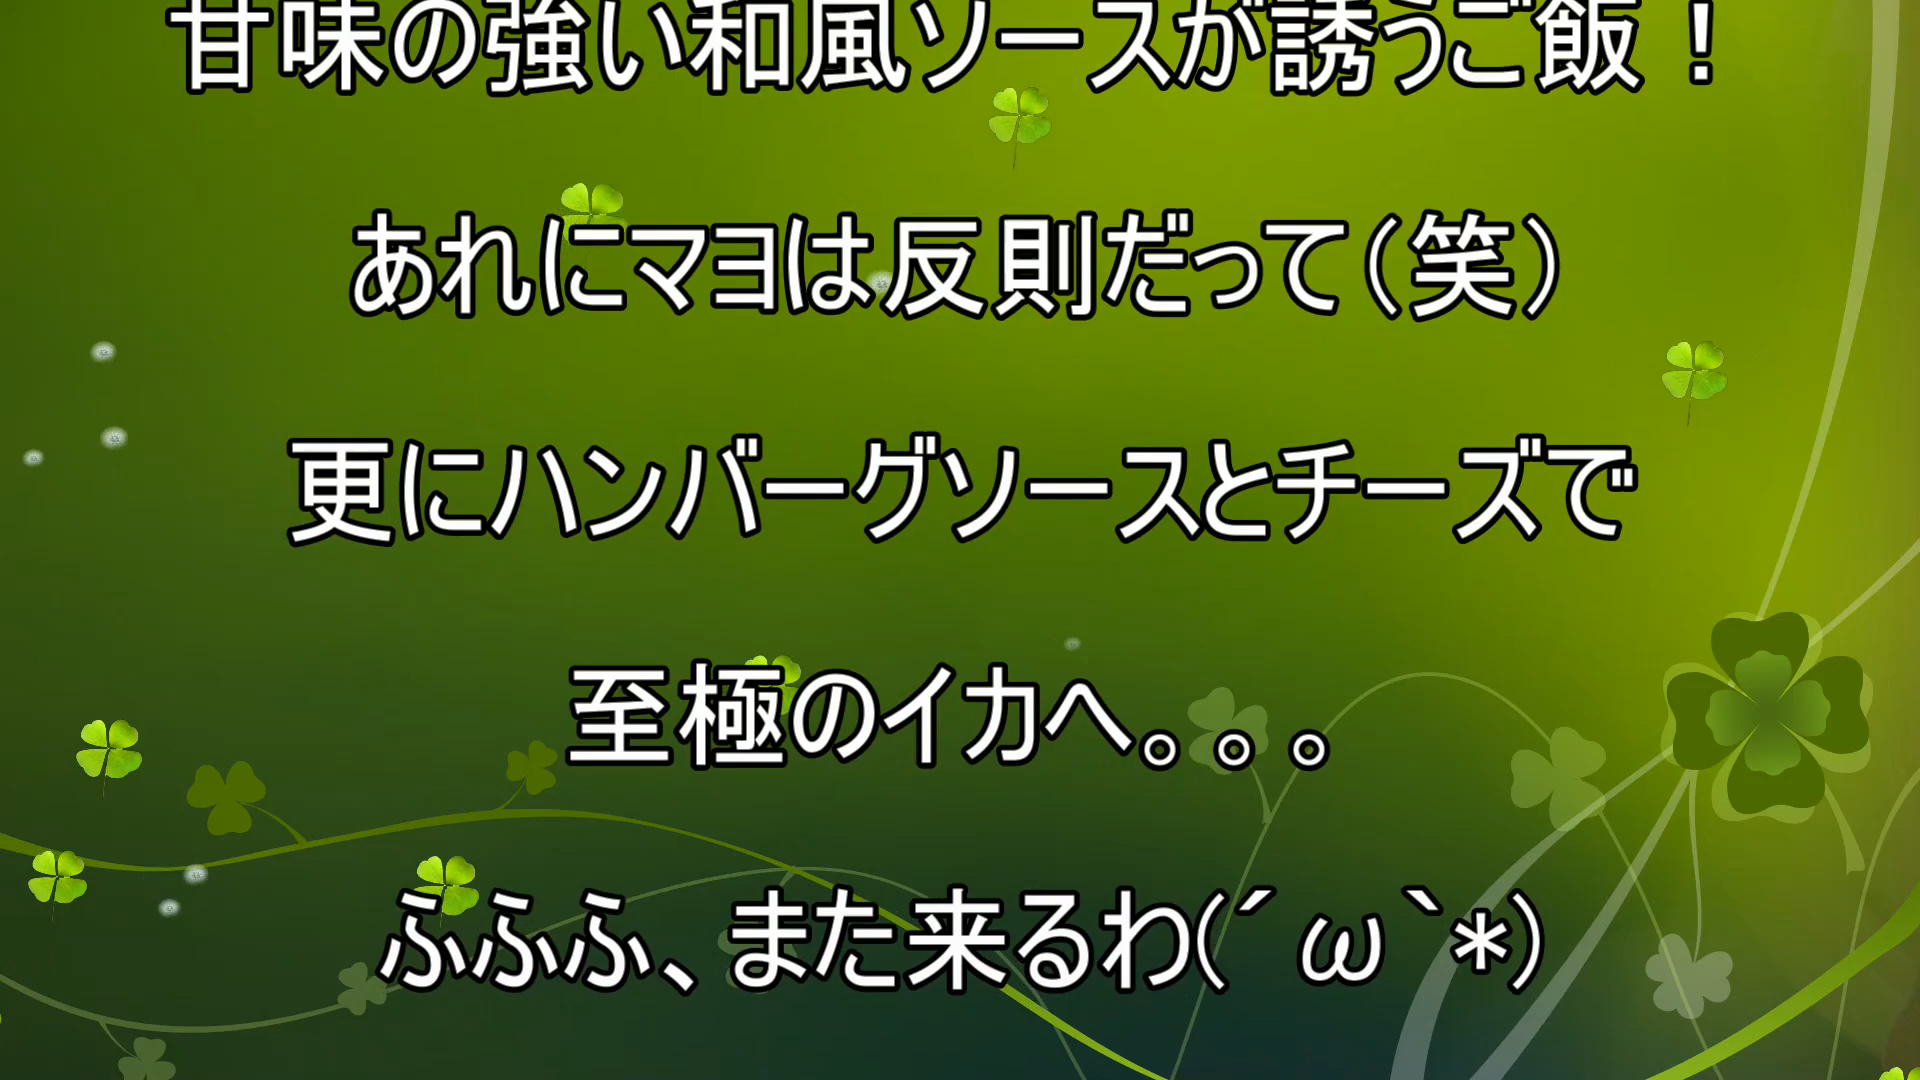 甘味の強い和風ソースが誘うご飯！
あれにマヨは反則だって（笑）
更にハンバーグソースとチーズで
至極のイカへ。。。
ふふふ、また来るわ(´ω`*)